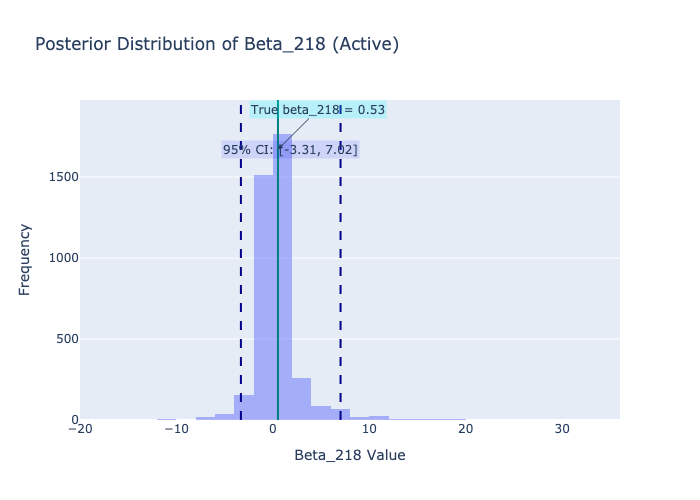 Posterior Distribution of Beta_218 (Active)
True beta_218 = 0.53
95% CI: [-3.31, 7.02]
1500
1000
500
0
Frequency
−20
−10
0
10
20
30
Beta_218 Value